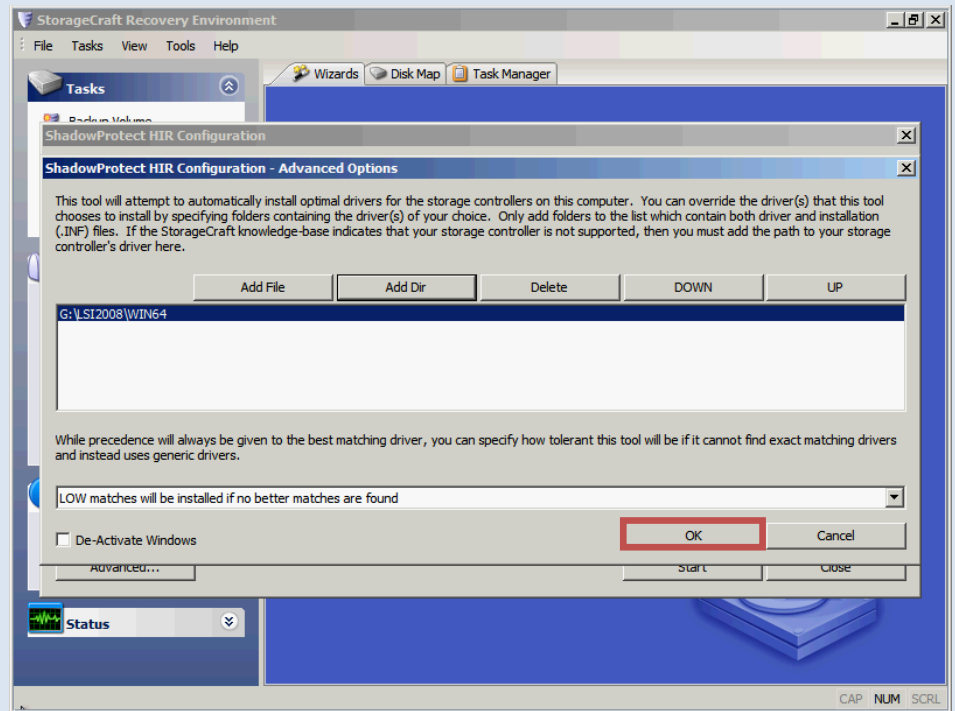 StorageCraft Recovery Environment
File Tasks View Tools Help
Tasks
Wizards Disk Map Task Manager
Backup Volume
ShadowProtect HIR Configuration
ShadowProtect HIR Configuration - Advanced Options
This tool will attempt to automatically install optimal drivers for the storage controllers on this computer. You can override the driver(s) that this tool
chooses to install by specifying folders containing the driver(s) of your choice. Only add folders to the list which contain both driver and installation
(.INF) files. If the StorageCraft knowledge-base indicates that your storage controller is not supported, then you must add the path to your storage
controller's driver here.
Add File Add Dir Delete DOWN UP
G:\LSI2008\WIN64
While precedence will always be given to the best matching driver, you can specify how tolerant this tool will be if it cannot find exact matching drivers
and instead uses generic drivers.
LOW matches will be installed if no better matches are found
De-Activate Windows
OK Cancel
Advanced... Start Close
Status
CAP NUM SCRL